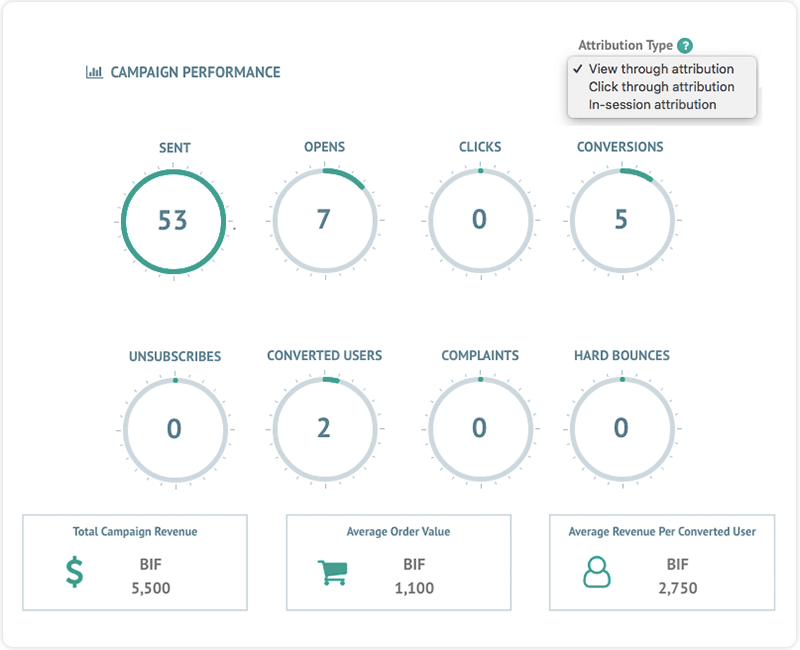 Attribution Type ?
CAMPAIGN PERFORMANCE
✓ View through attribution
Click through attribution
In-session attribution
SENT
OPENS
CLICKS
CONVERSIONS
53
7
0
5
UNSUBSCRIBES
CONVERTED USERS
COMPLAINTS
HARD BOUNCES
0
2
0
0
Total Campaign Revenue
$
BIF
5,500
Average Order Value
BIF
1,100
Average Revenue Per Converted User
BIF
2,750